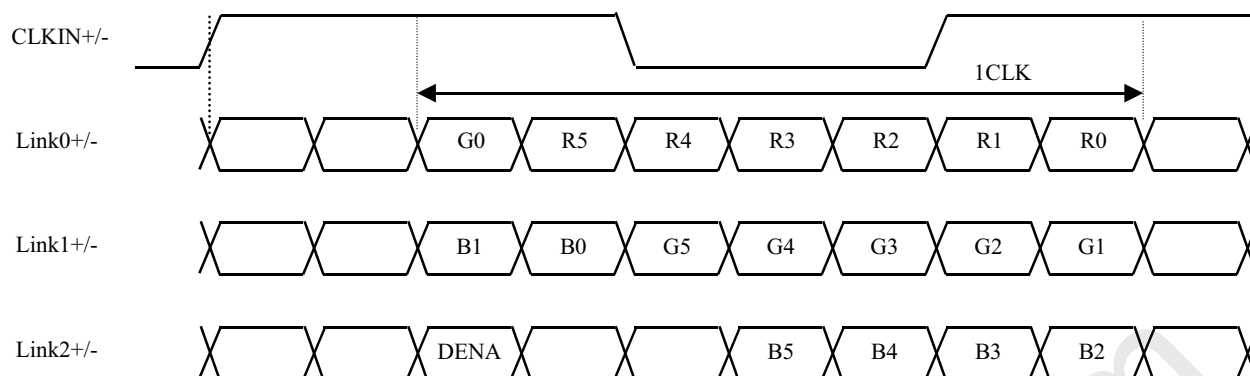 CLKIN+/-
1CLK
Link0+/- G0 R5 R4 R3 R2 R1 R0
Link1+/- B1 B0 G5 G4 G3 G2 G1
Link2+/- DENA B5 B4 B3 B2